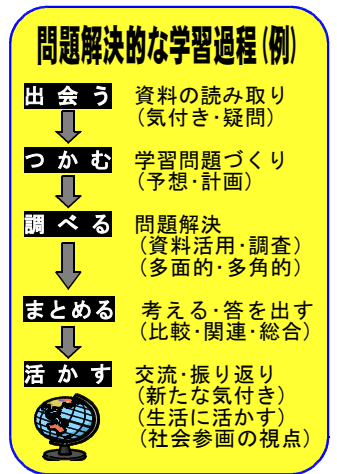 問題解決的な学習過程(例)
出会う 資料の読み取り
(気付き・疑問)
つかむ 学習問題づくり
(予想・計画)
調べる 問題解決
(資料活用・調査)
(多面的・多角的)
まとめる 考える・答を出す
(比較・関連・総合)
活かす 交流・振り返り
(新たな気付き)
(生活に活かす)
(社会参画の視点)